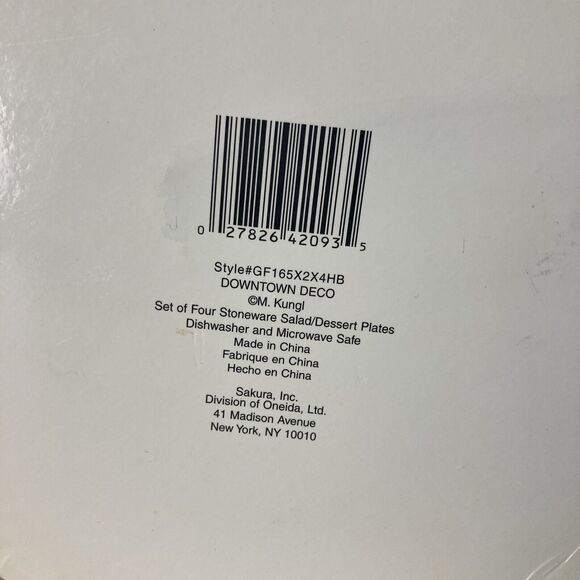 0 27826 42093 5
Style#GF165X2X4HB
DOWNTOWN DECO
©M. Kungl
Set of Four Stoneware Salad/Dessert Plates
Dishwasher and Microwave Safe
Made in China
Fabrique en China
Hecho en China
Sakura, Inc.
Division of Oneida, Ltd.
41 Madison Avenue
New York, NY 10010